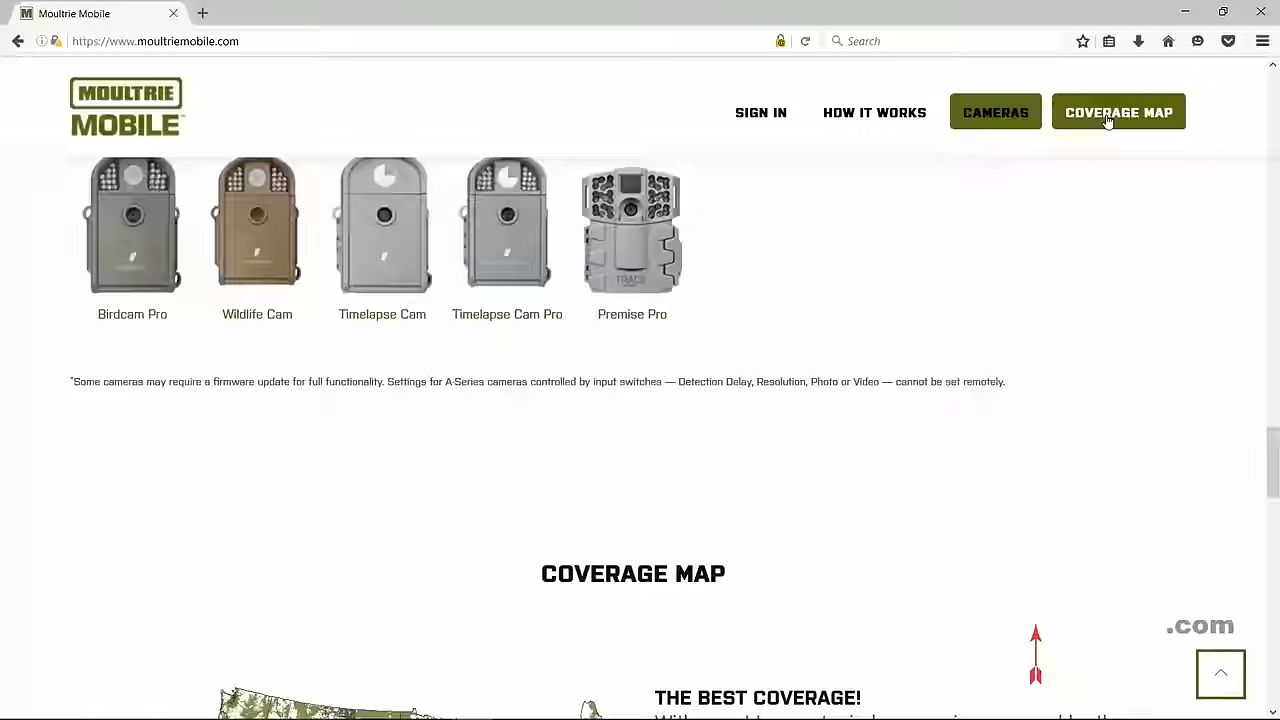 Moultrie Mobile
https://www.moultriemobile.com
Search
MOULTRIE
MOBILE
SIGN IN
HOW IT WORKS
CAMERAS
COVERAGE MAP
TRACE
Birdcam Pro
Wildlife Cam
Timelapse Cam
Timelapse Cam Pro
Premise Pro
*Some cameras may require a firmware update for full functionality. Settings for A-Series cameras controlled by input switches — Detection Delay, Resolution, Photo or Video — cannot be set remotely.
COVERAGE MAP
.com
THE BEST COVERAGE!